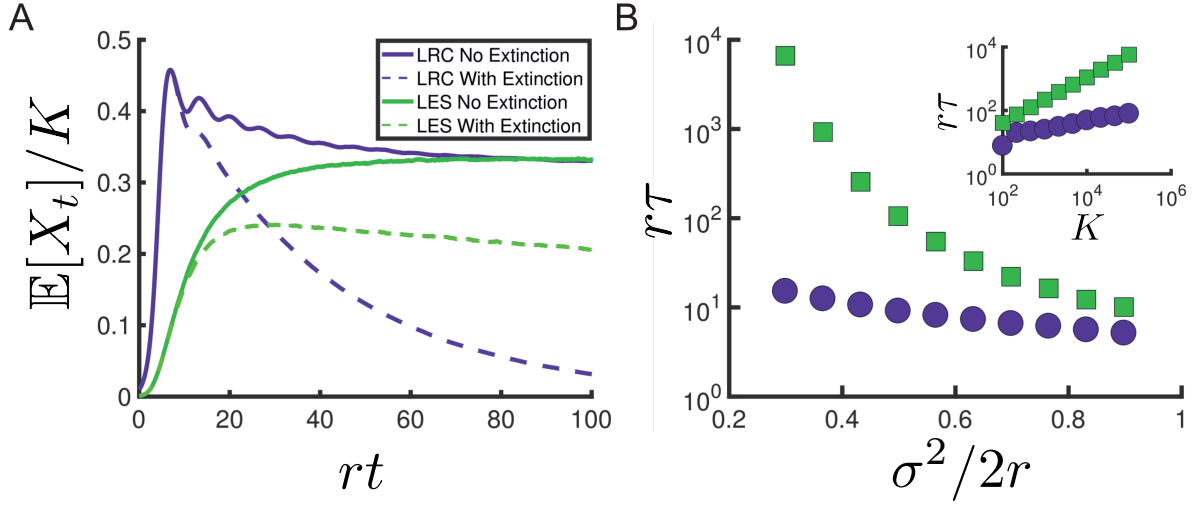 A
𝔼[X_t]/K
0.5
0.4
0.3
0.2
0.1
0
0 20 40 60 80 100
rt
LRC No Extinction
LRC With Extinction
LES No Extinction
LES With Extinction
B
rτ
10^4
10^3
10^2
10^1
10^0
0.2 0.4 0.6 0.8 1
σ^2/2r
rτ
10^4
10^2
10^0
10^2 10^4 10^6
K